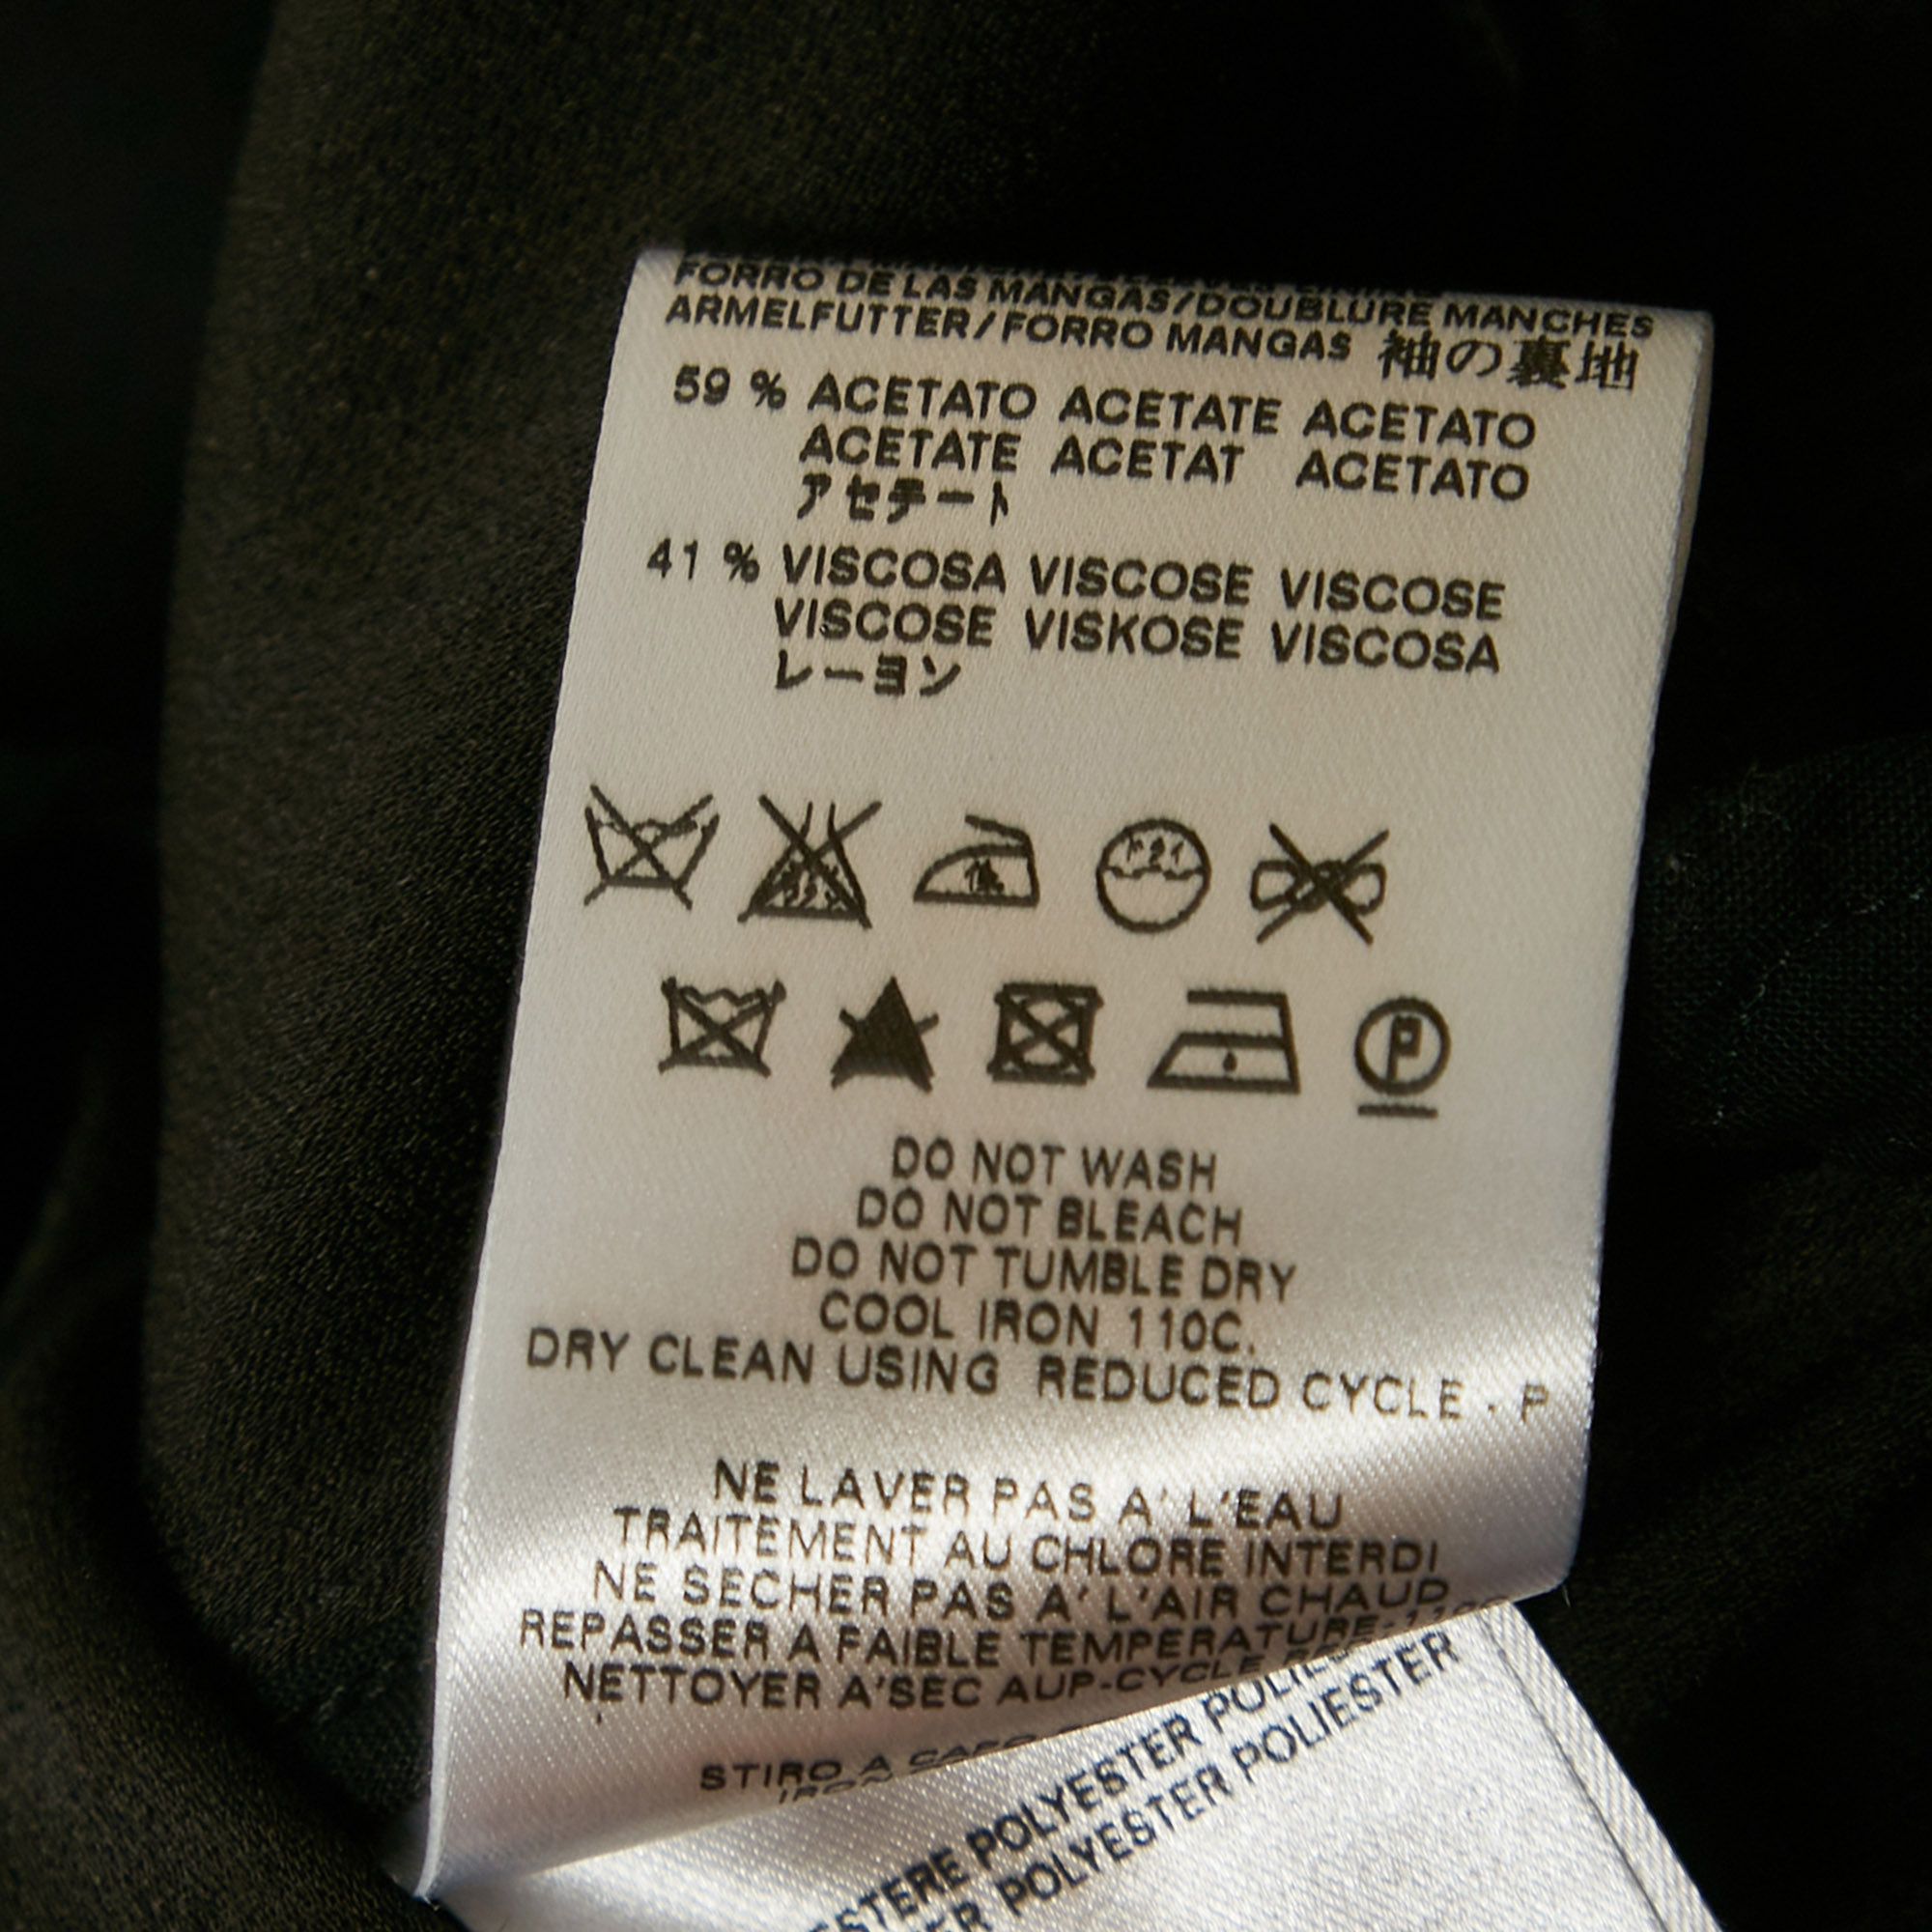 FORRO DE LAS MANGAS/DOUBLURE MANCHES
ARMELFUTTER/FORRO MANGAS 袖の裏地
59 % ACETATO ACETATE ACETATO
ACETATE ACETAT ACETATO
アセテート
41 % VISCOSA VISCOSE VISCOSE
VISCOSE VISKOSE VISCOSA
レーヨン
P
DO NOT WASH
DO NOT BLEACH
DO NOT TUMBLE DRY
COOL IRON 110C.
DRY CLEAN USING REDUCED CYCLE - P
NE LAVER PAS A' L'EAU
TRAITEMENT AU CHLORE INTERDI
NE SECHER PAS A' L'AIR CHAUD
REPASSER A FAIBLE TEMPERATURE-
NETTOYER A'SEC AUP-CYCLE
STIRO A
IRON
POLYESTER
POLYESTER POLIESTER